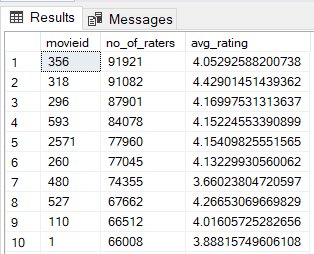 Results Messages
movieid no_of_raters avg_rating
1 356 91921 4.05292588200738
2 318 91082 4.42901451439362
3 296 87901 4.16997531313637
4 593 84078 4.15224553390899
5 2571 77960 4.15409825551565
6 260 77045 4.13229930560062
7 480 74355 3.66023804720597
8 527 67662 4.26653069669829
9 110 66512 4.01605725282656
10 1 66008 3.88815749606108